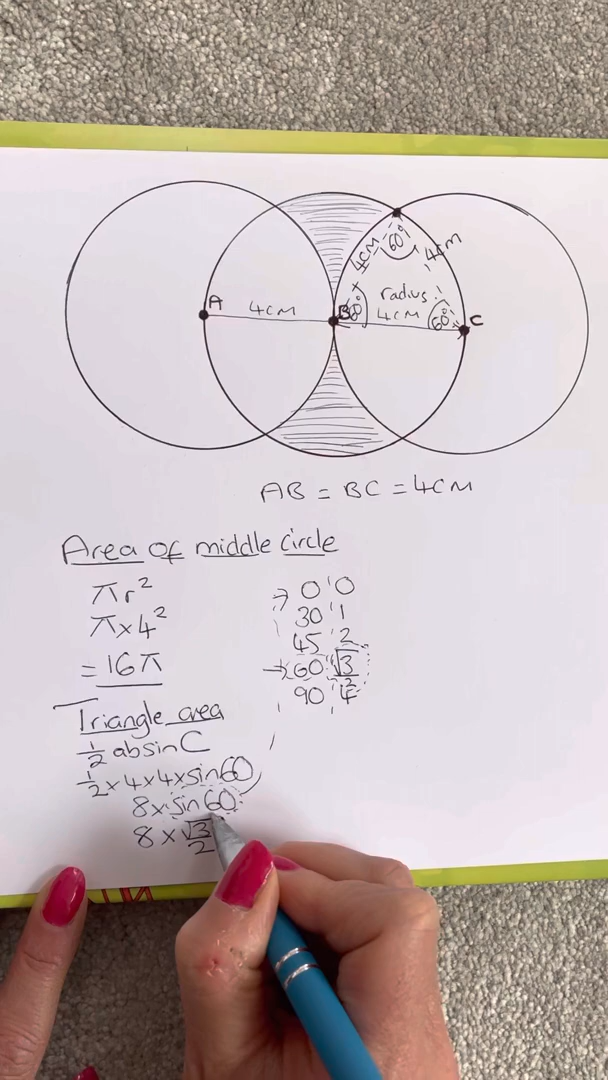 60°
4cm
4cm
A
4cm
B
60°
radius
4cm
60°
C
AB = BC = 4cm
Area of middle circle
πr²
π×4²
= 16π
→ 0 0
30 1
45 2
→ 60 √3/2
90 4
Triangle area
½ absinC
½ × 4 × 4 × sin60
8 × sin60
8 × √3/2